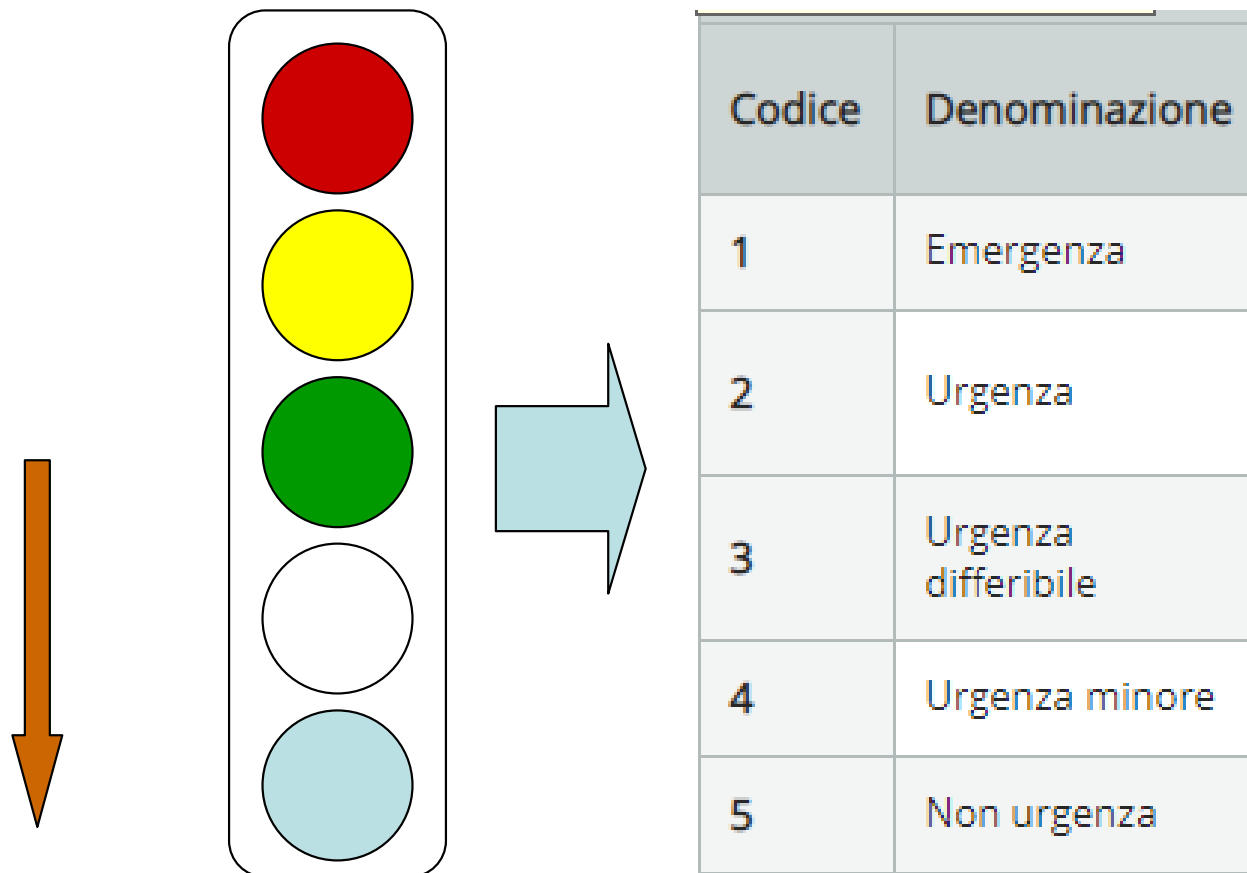 Codice Denominazione
1 Emergenza
2 Urgenza
3 Urgenza
differibile
4 Urgenza minore
5 Non urgenza